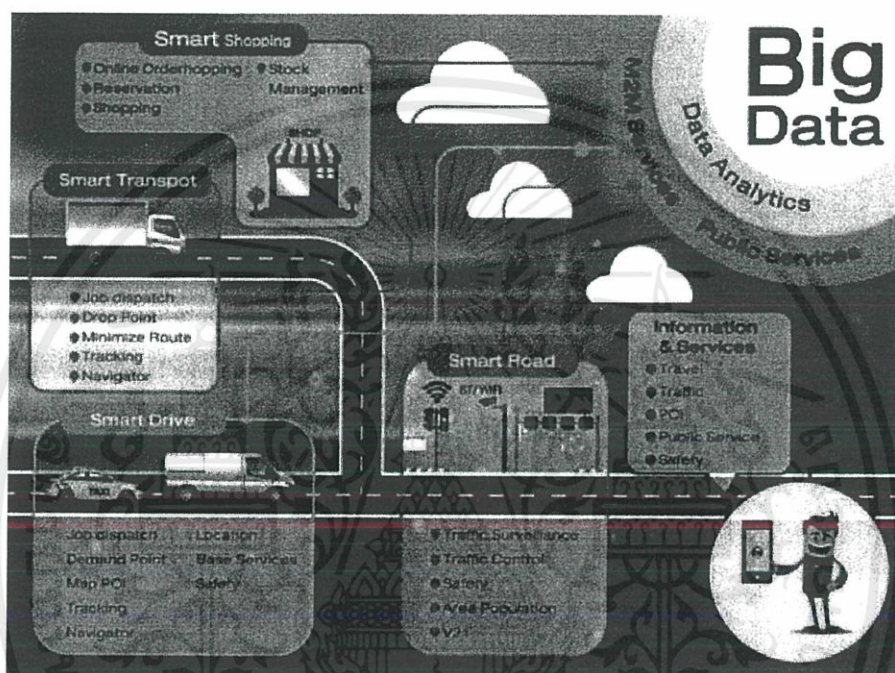 Smart Shopping
Online Orderhopping
Reservation
Shopping
Stock
Management
SHOP
Big
Data
Data Analytics
M2M Services
Public Services
Smart Transpot
Job dispatch
Drop Point
Minimize Route
Tracking
Navigator
Smart Road
Information
& Services
Travel
Traffic
POI
Public Service
Safety
Smart Drive
TAXI
Job dispatch
Demand Point
Map POI
Tracking
Navigator
Location
Base Services
Safety
Traffic Surveillance
Traffic Control
Safety
Area Population